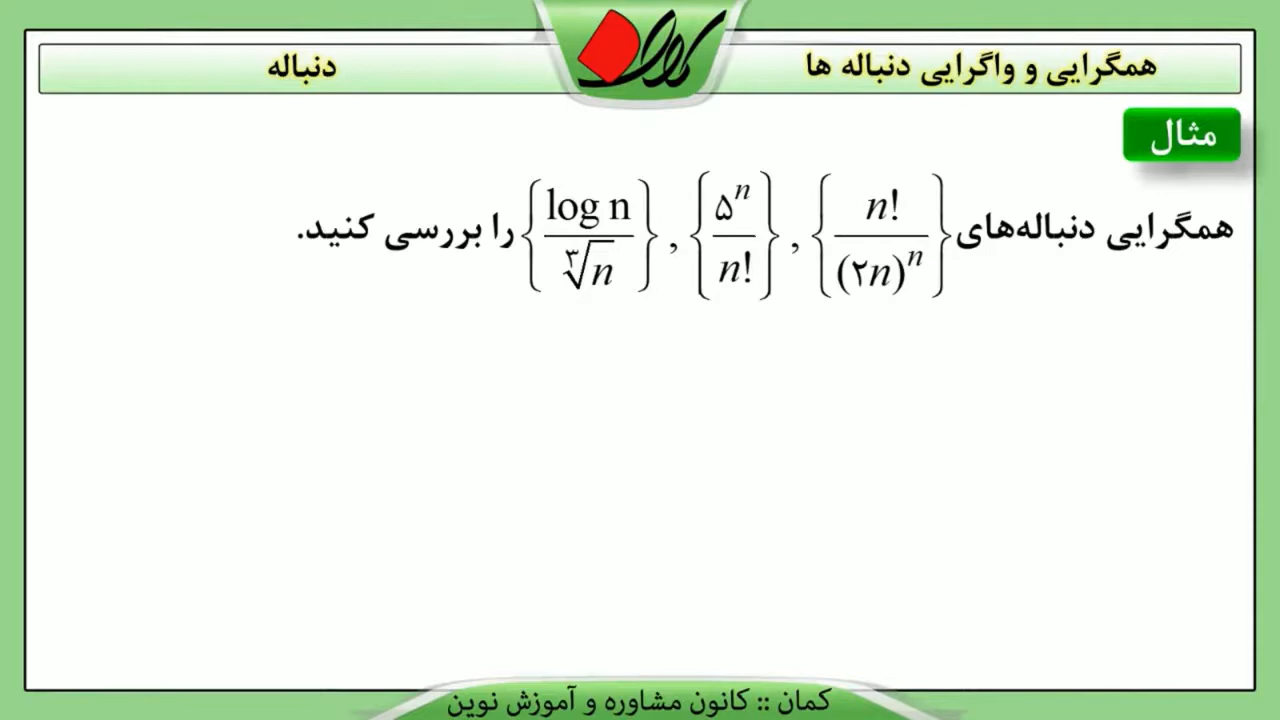 همگرایی و واگرایی دنباله ها
کمان
دنباله
مثال
همگرایی دنباله‌های {n!/(۲n)^n} , {۵^n/n!} , {log n/∛n} را بررسی کنید.
کمان :: کانون مشاوره و آموزش نوین